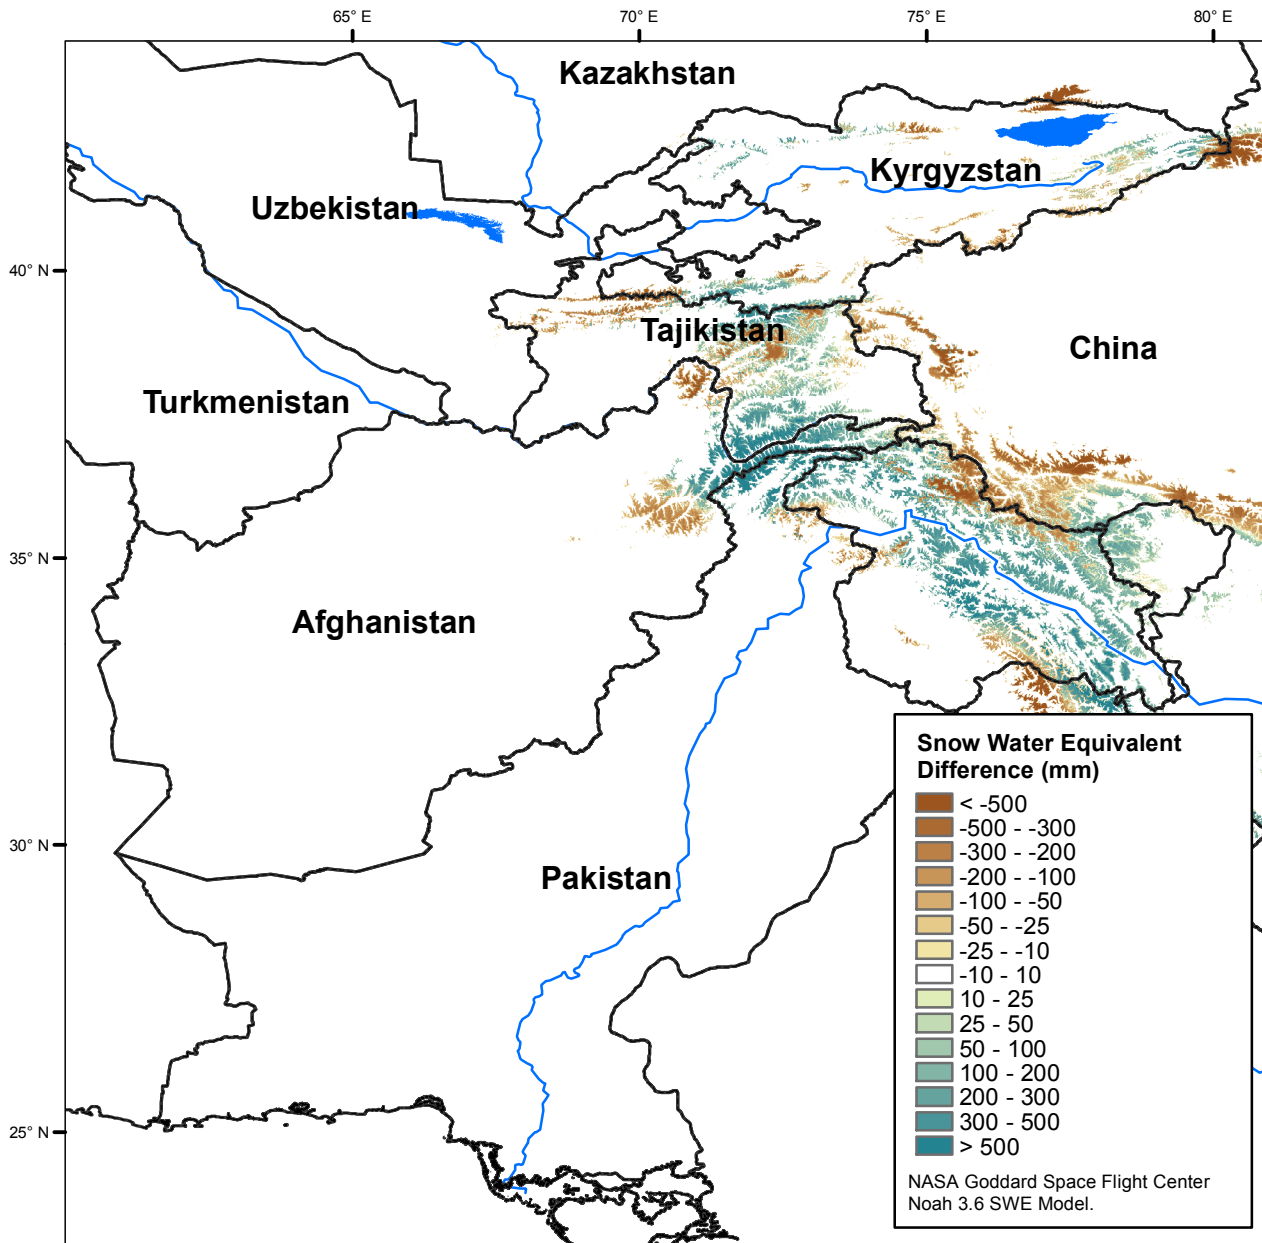 65° E
70° E
75° E
80° E
Kazakhstan
Kyrgyzstan
Uzbekistan
40° N
Tajikistan
China
Turkmenistan
35° N
Afghanistan
30° N
Pakistan
25° N
Snow Water Equivalent
Difference (mm)
< -500
-500 - -300
-300 - -200
-200 - -100
-100 - -50
-50 - -25
-25 - -10
-10 - 10
10 - 25
25 - 50
50 - 100
100 - 200
200 - 300
300 - 500
> 500
NASA Goddard Space Flight Center
Noah 3.6 SWE Model.